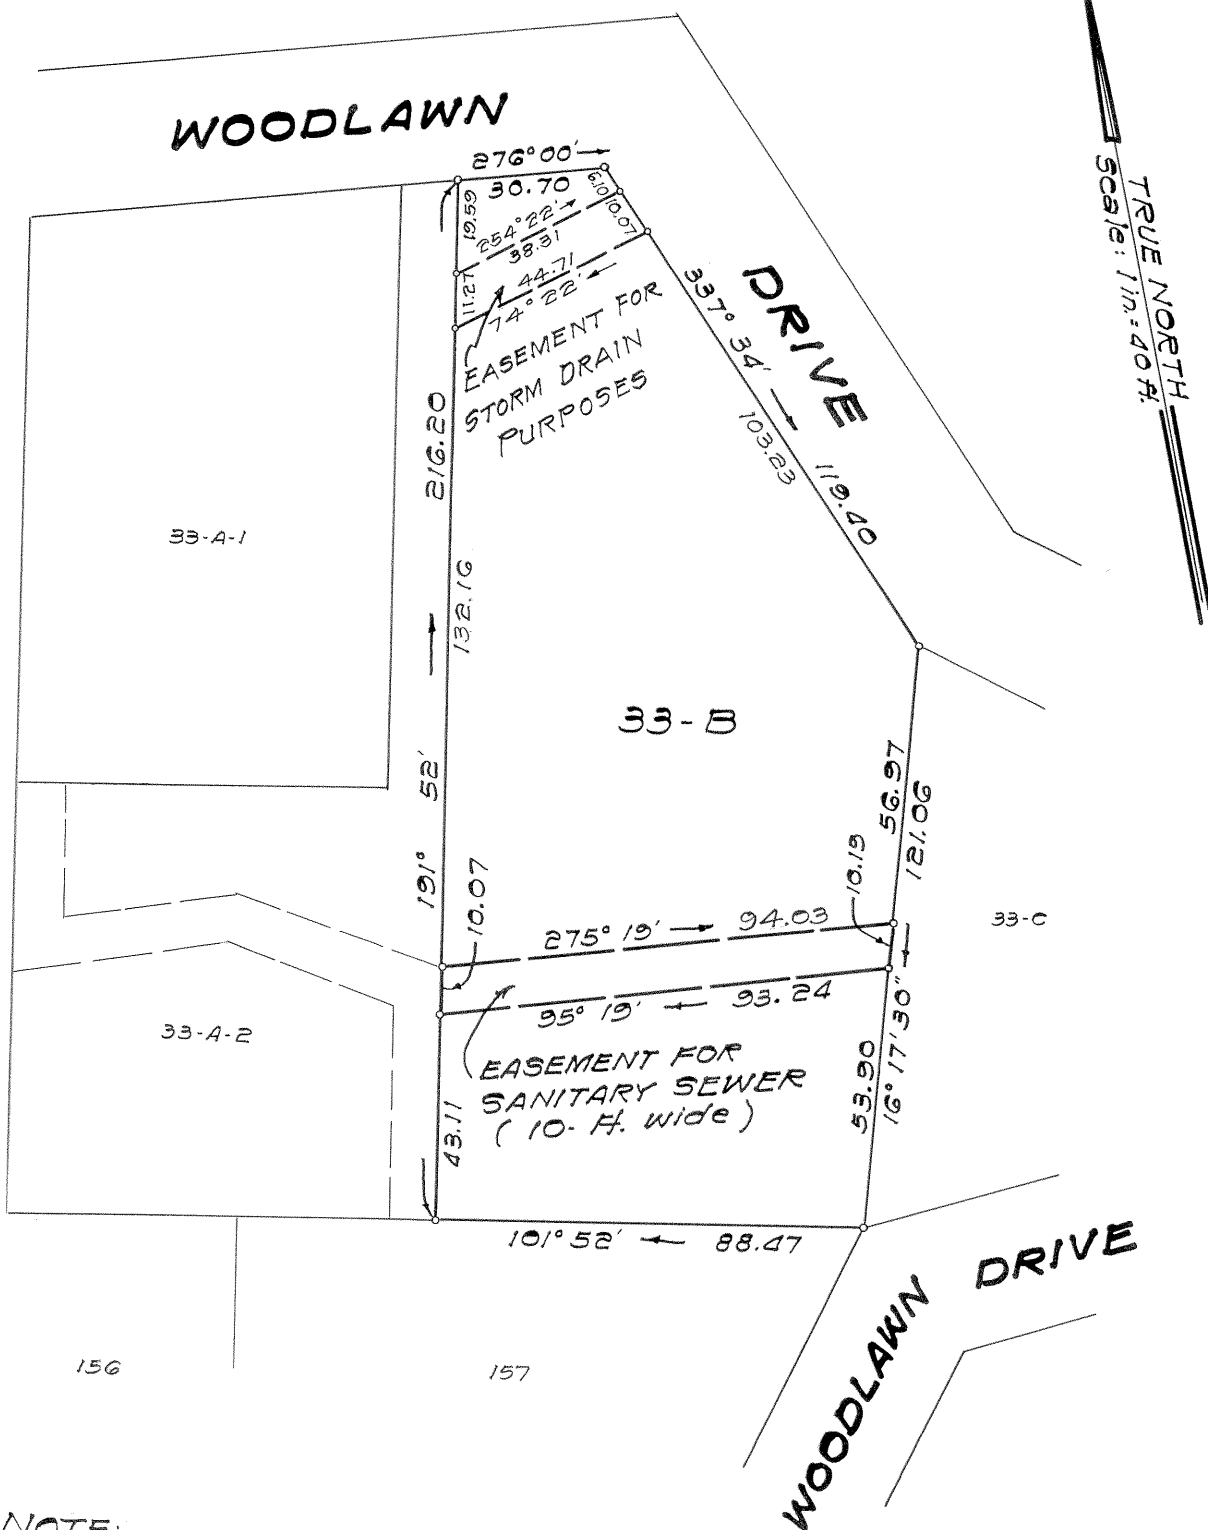 WOODLAWN
DRIVE
TRUE NORTH
Scale: 1 in.=40 ft.
276°00'
30.70
6.10
10.07
19.59
254°22'
38.31
11.27
44.71
74°22'
EASEMENT FOR
STORM DRAIN
PURPOSES
337° 34'
103.23
119.40
216.20
132.16
191° 52'
33-A-1
33-B
56.97
121.06
10.19
10.07
275° 19'
94.03
95° 19'
93.24
33-C
33-A-2
EASEMENT FOR
SANITARY SEWER
(10-Ft. wide)
43.11
53.90
16° 17' 30"
101° 52'
88.47
WOODLAWN DRIVE
156
157
NOTE: